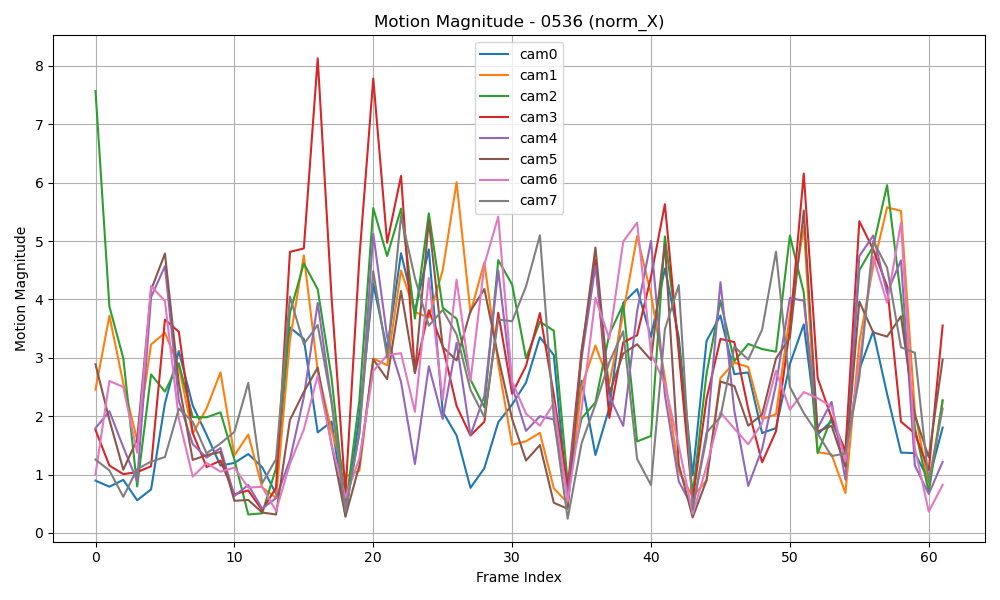 Motion Magnitude - 0536 (norm_X)
cam0
cam1
cam2
cam3
cam4
cam5
cam6
cam7
Motion Magnitude
8
7
6
5
4
3
2
1
0
0 10 20 30 40 50 60
Frame Index